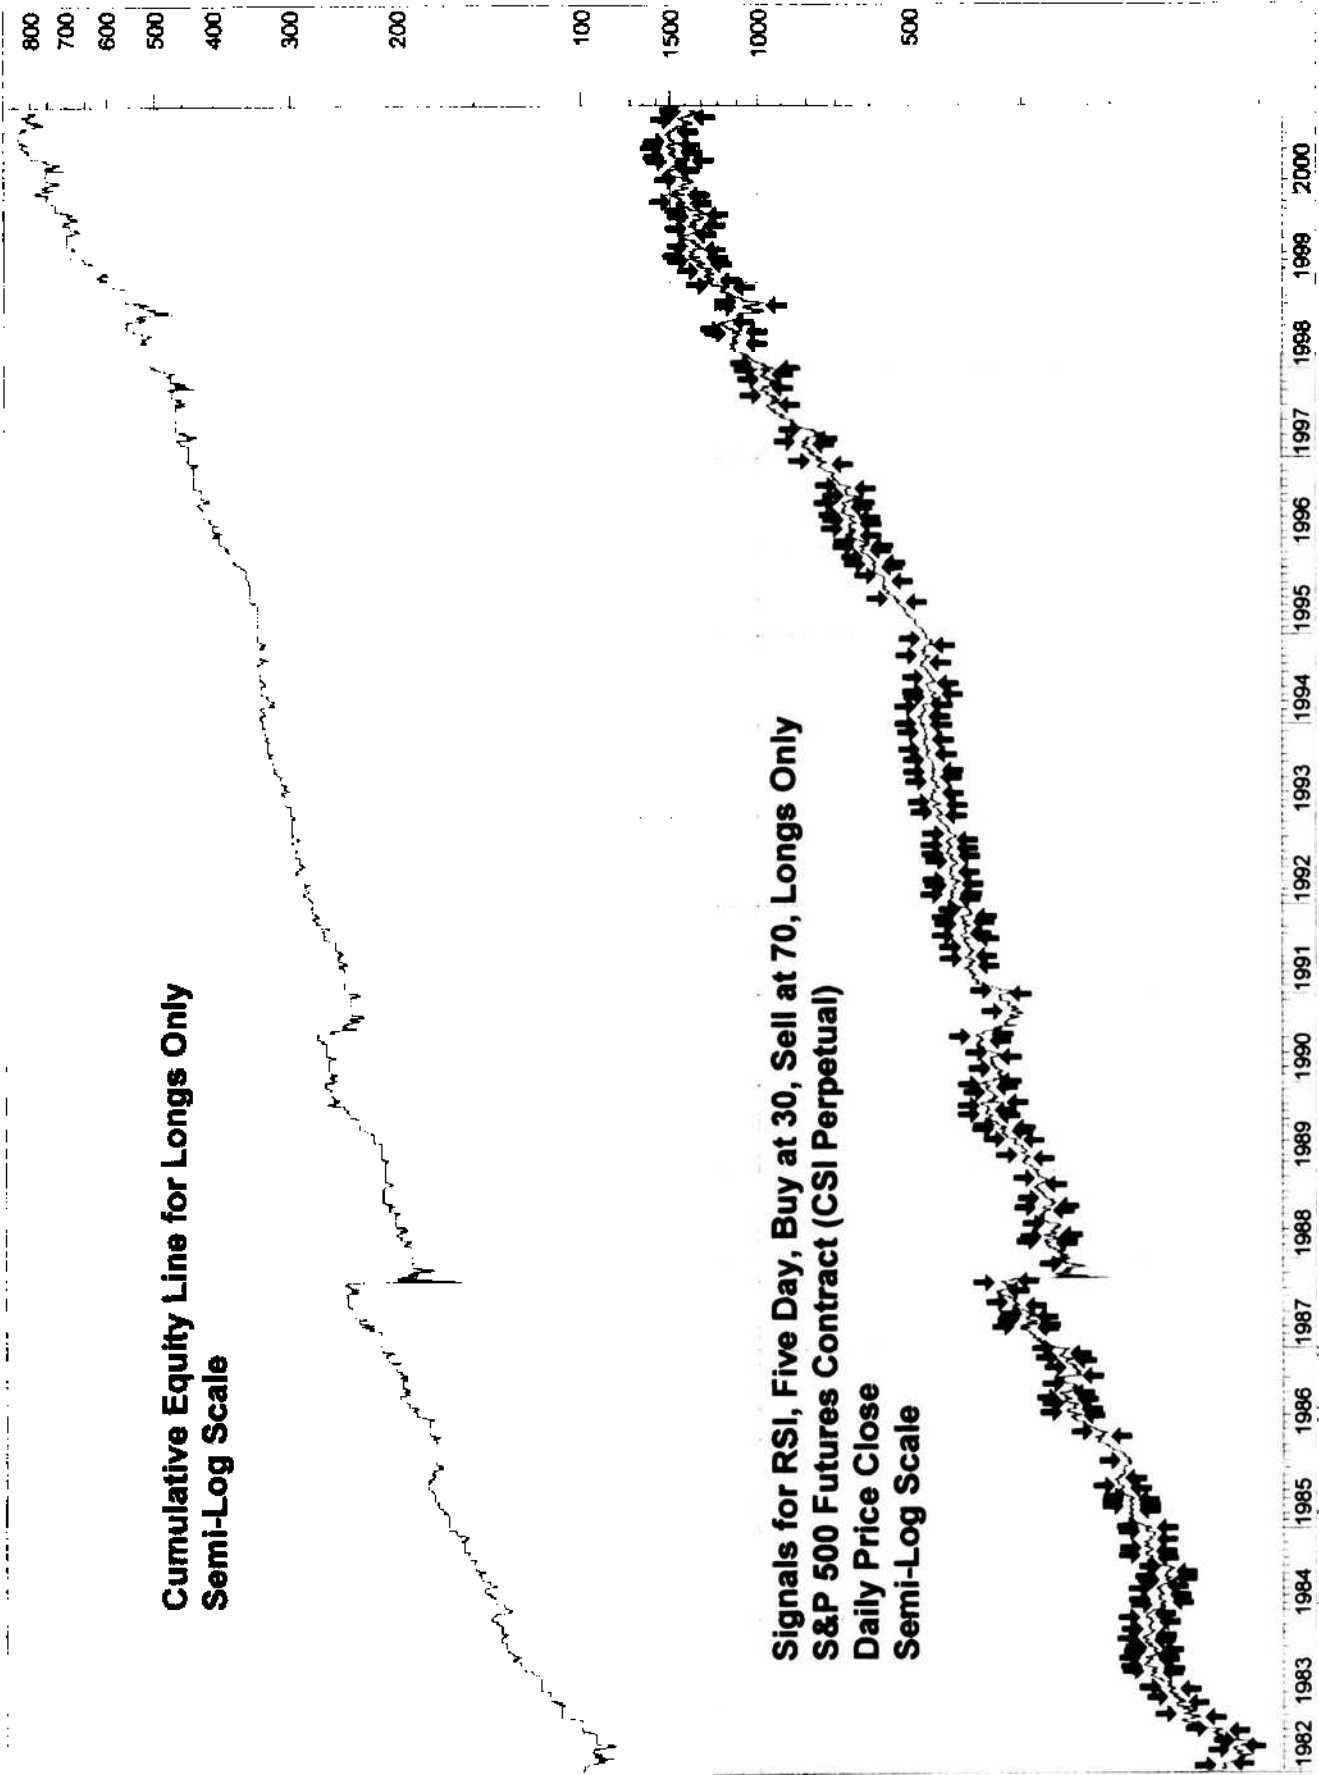 Cumulative Equity Line for Longs Only
Semi-Log Scale
800
700
600
500
400
300
200
100
Signals for RSI, Five Day, Buy at 30, Sell at 70, Longs Only
S&P 500 Futures Contract (CSI Perpetual)
Daily Price Close
Semi-Log Scale
1500
1000
500
1982 1983 1984 1985 1986 1987 1988 1989 1990 1991 1992 1993 1994 1995 1996 1997 1998 1999 2000